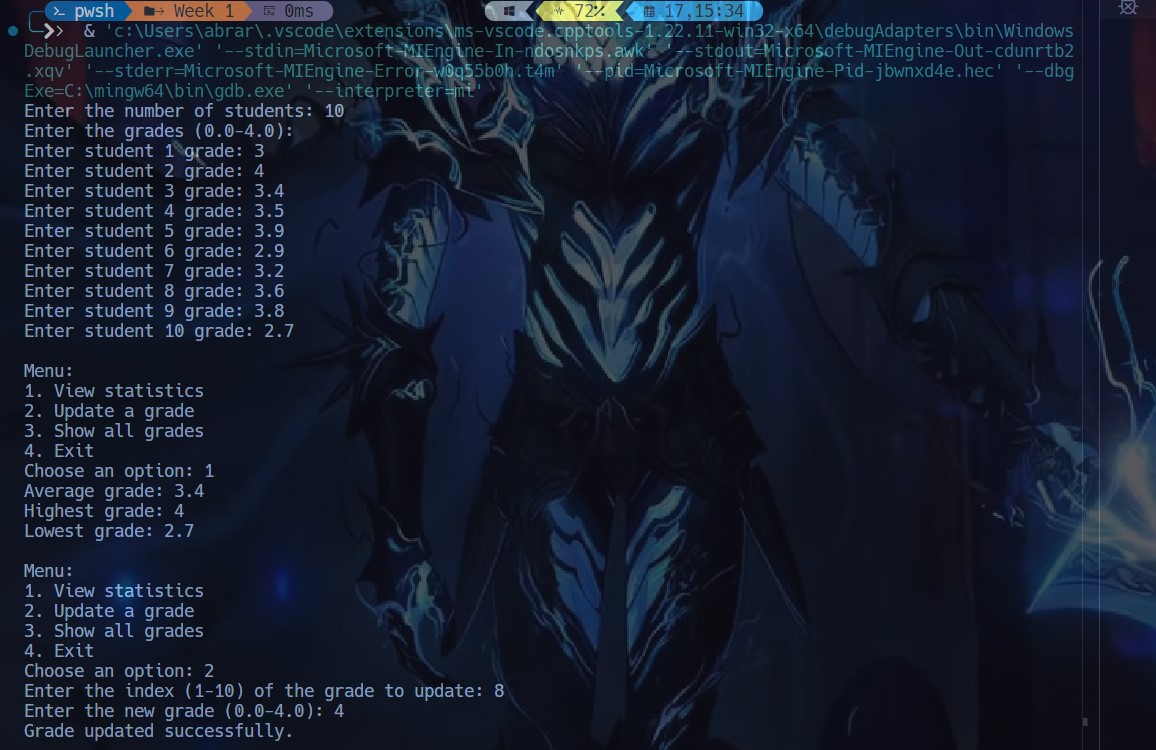 pwsh Week 1 0ms 72% 17,15:34
& 'c:\Users\abrar\.vscode\extensions\ms-vscode.cpptools-1.22.11-win32-x64\debugAdapters\bin\Windows
DebugLauncher.exe' '--stdin=Microsoft-MIEngine-In-ndosnkps.awk' '--stdout=Microsoft-MIEngine-Out-cdunrtb2
.xqv' '--stderr=Microsoft-MIEngine-Error-w0q55b0h.t4m' '--pid=Microsoft-MIEngine-Pid-jbwnxd4e.hec' '--dbg
Exe=C:\mingw64\bin\gdb.exe' '--interpreter=mi'
Enter the number of students: 10
Enter the grades (0.0-4.0):
Enter student 1 grade: 3
Enter student 2 grade: 4
Enter student 3 grade: 3.4
Enter student 4 grade: 3.5
Enter student 5 grade: 3.9
Enter student 6 grade: 2.9
Enter student 7 grade: 3.2
Enter student 8 grade: 3.6
Enter student 9 grade: 3.8
Enter student 10 grade: 2.7
Menu:
1. View statistics
2. Update a grade
3. Show all grades
4. Exit
Choose an option: 1
Average grade: 3.4
Highest grade: 4
Lowest grade: 2.7
Menu:
1. View statistics
2. Update a grade
3. Show all grades
4. Exit
Choose an option: 2
Enter the index (1-10) of the grade to update: 8
Enter the new grade (0.0-4.0): 4
Grade updated successfully.